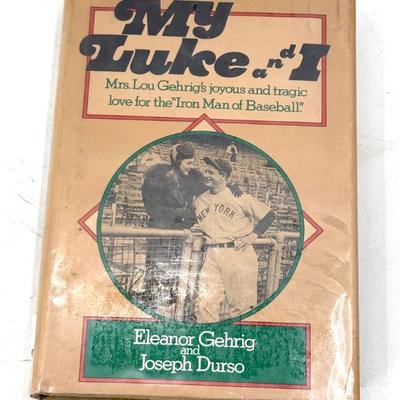 My
Luke and I
Mrs. Lou Gehrig's joyous and tragic
love for the "Iron Man of Baseball."
NEW YORK
Eleanor Gehrig
and
Joseph Durso